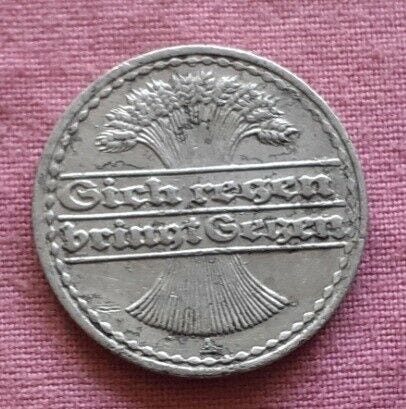 Sich regen
bringt Segen
A